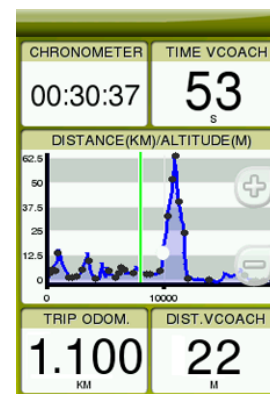 CHRONOMETER TIME VCOACH
00:30:37 53
S
DISTANCE(KM)/ALTITUDE(M)
62.5
50
37.5
25
12.5
0
0 10000
TRIP ODOM. DIST.VCOACH
1.100 22
KM M